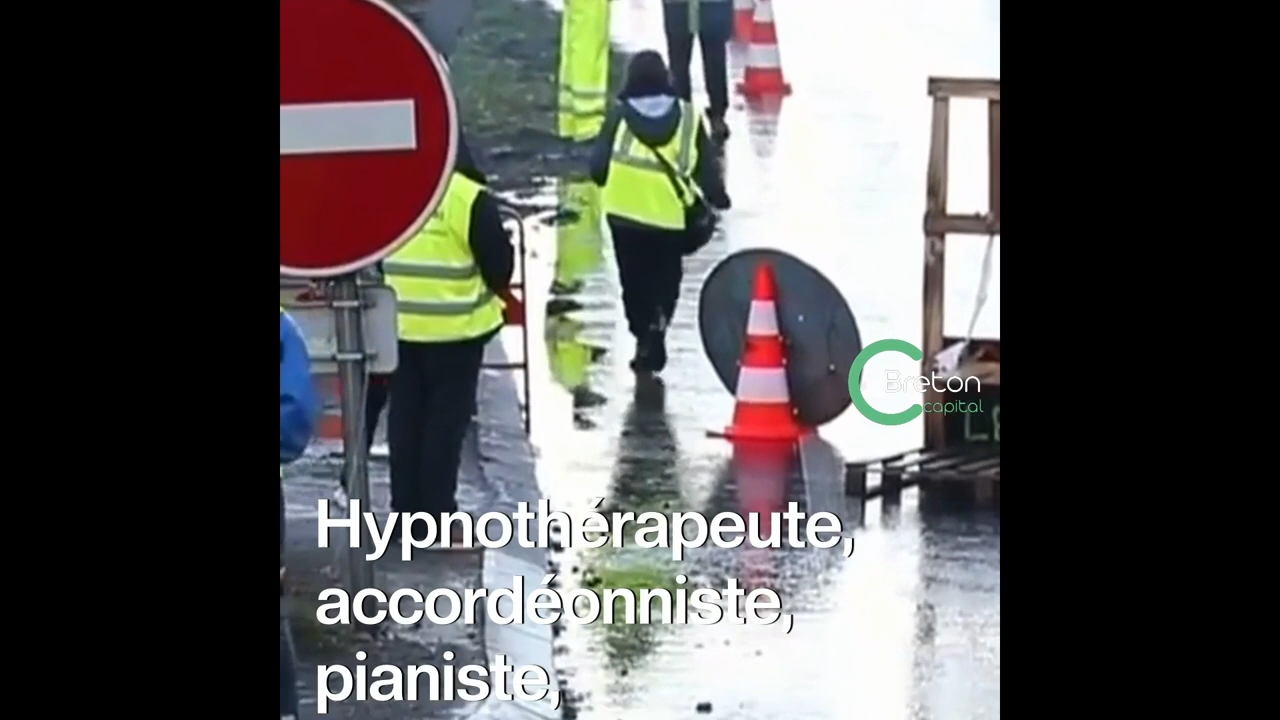 Breton
capital
Hypnothérapeute,
accordéonniste,
pianiste,